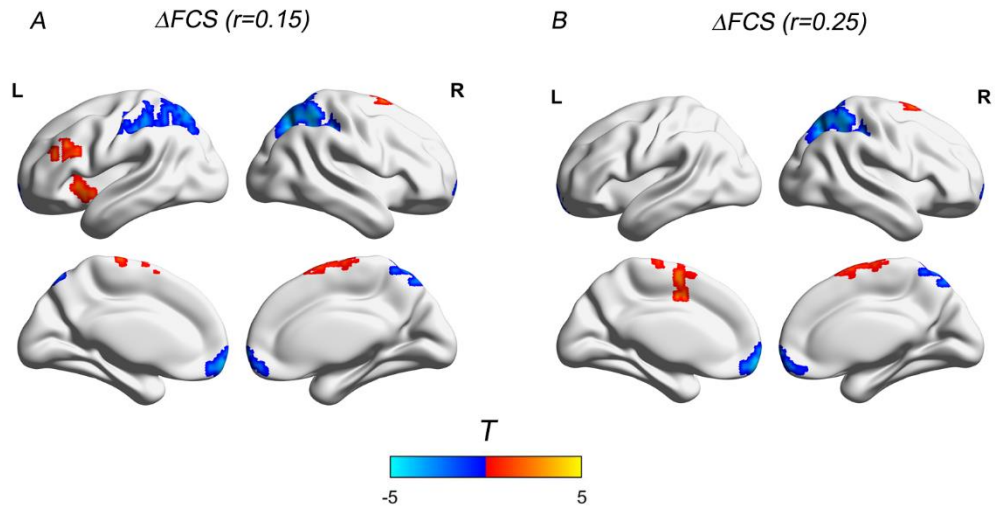 A ΔFCS (r=0.15)
B ΔFCS (r=0.25)
L R
L R
T
-5 5